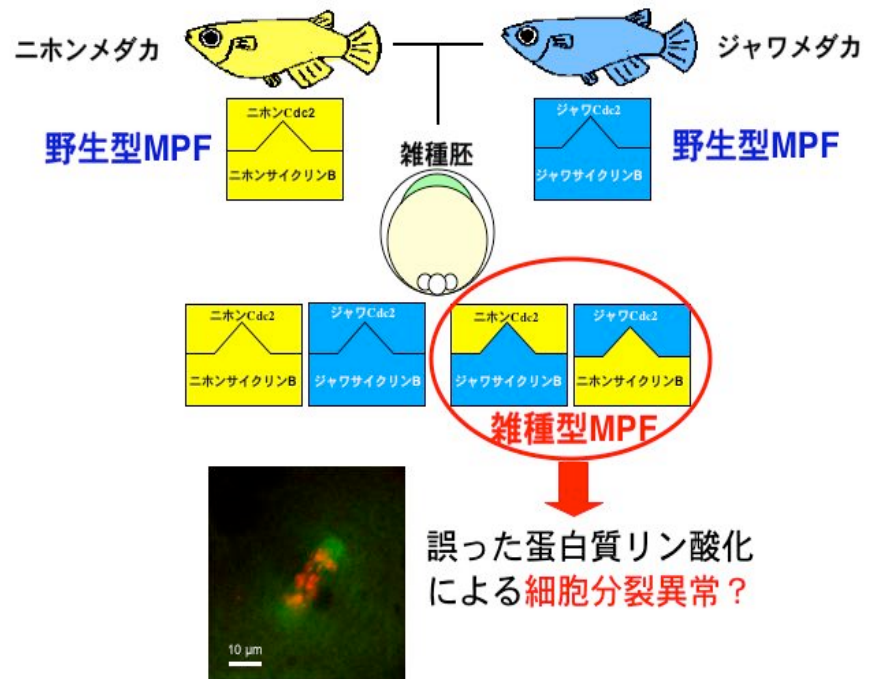 ニホンメダカ
ジャワメダカ
ニホンCdc2
ニホンサイクリンB
野生型MPF
ジャワCdc2
ジャワサイクリンB
野生型MPF
雑種胚
ニホンCdc2
ニホンサイクリンB
ジャワCdc2
ジャワサイクリンB
ニホンCdc2
ジャワサイクリンB
ジャワCdc2
ニホンサイクリンB
雑種型MPF
誤った蛋白質リン酸化
による細胞分裂異常？
10 μm